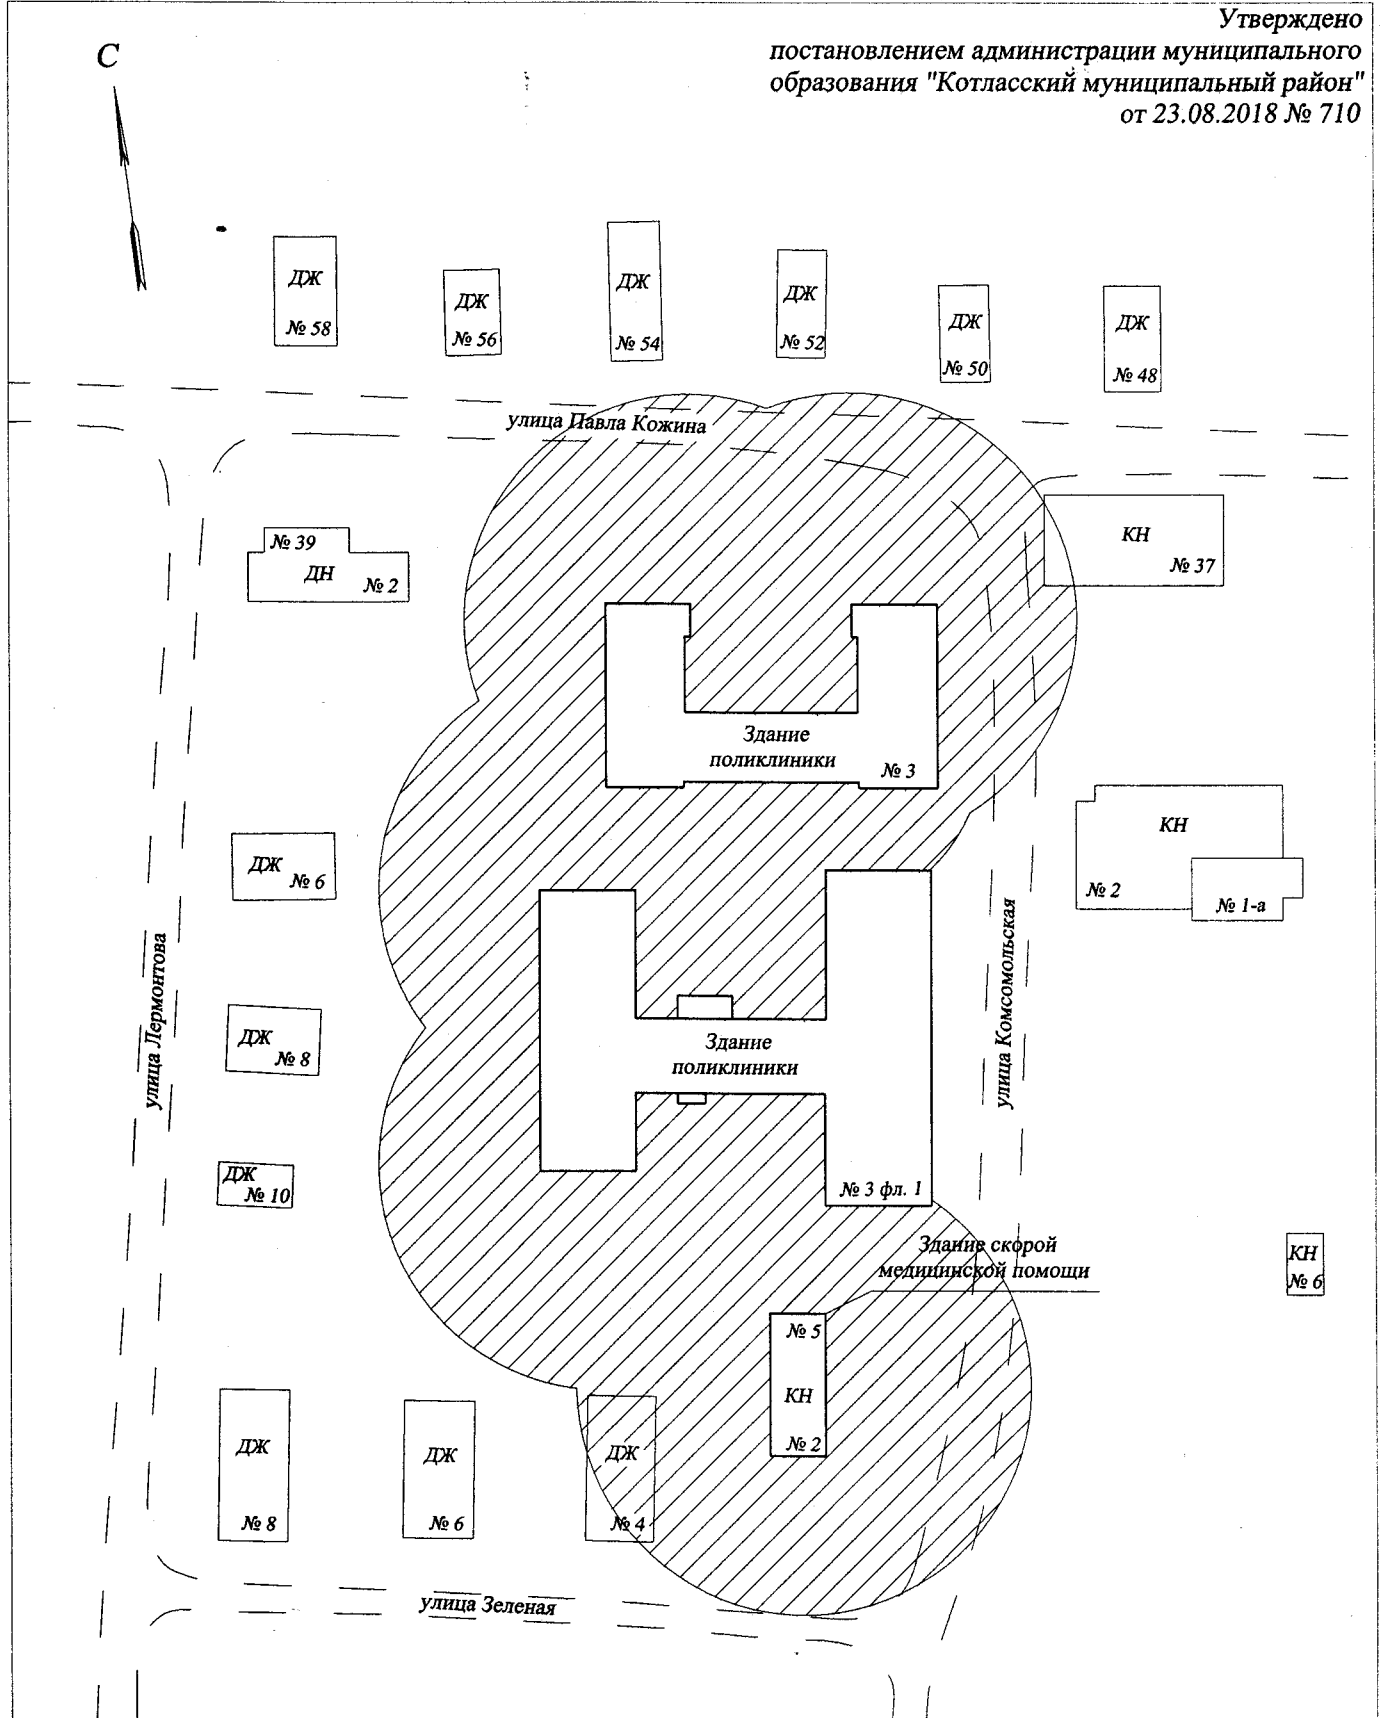 Утверждено
постановлением администрации муниципального
образования "Котласский муниципальный район"
от 23.08.2018 № 710
С
ДЖ
№ 58
ДЖ
№ 56
ДЖ
№ 54
ДЖ
№ 52
ДЖ
№ 50
ДЖ
№ 48
улица Павла Кожина
№ 39
ДН
№ 2
КН
№ 37
Здание
поликлиники
№ 3
КН
№ 2
№ 1-а
ДЖ
№ 6
улица Лермонтова
улица Комсомольская
ДЖ
№ 8
Здание
поликлиники
ДЖ
№ 10
№ 3 фл. 1
Здание скорой
медицинской помощи
КН
№ 6
№ 5
КН
№ 2
ДЖ
№ 8
ДЖ
№ 6
ДЖ
№ 4
улица Зеленая